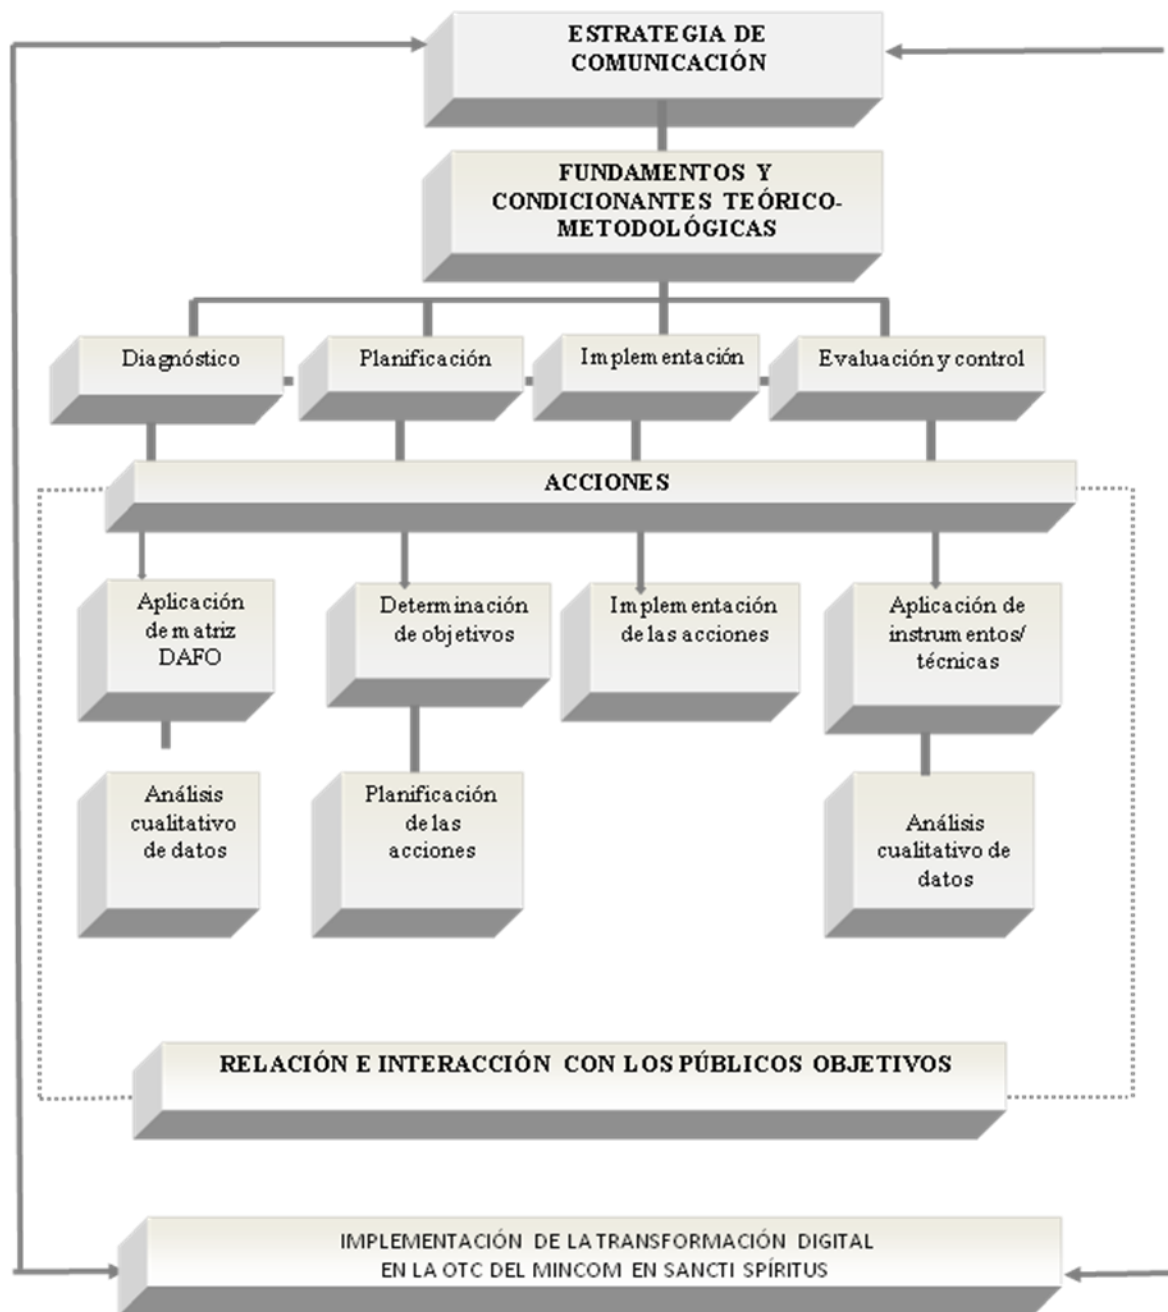 ESTRATEGIA DE
COMUNICACIÓN
FUNDAMENTOS Y
CONDICIONANTES TEÓRICO-
METODOLÓGICAS
Diagnóstico
Planificación
Implementación
Evaluación y control
ACCIONES
Aplicación
de matriz
DAFO
Determinación
de objetivos
Implementación
de las acciones
Aplicación de
instrumentos/
técnicas
Análisis
cualitativo
de datos
Planificación
de las
acciones
Análisis
cualitativo de
datos
RELACIÓN E INTERACCIÓN CON LOS PÚBLICOS OBJETIVOS
IMPLEMENTACIÓN DE LA TRANSFORMACIÓN DIGITAL
EN LA OTC DEL MINCOM EN SANCTI SPÍRITUS